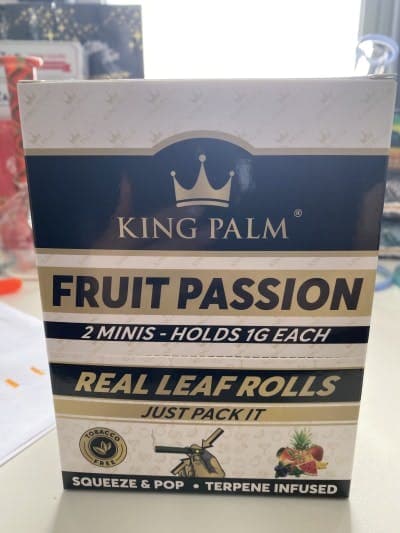 KING PALM®
FRUIT PASSION
2 MINIS - HOLDS 1G EACH
REAL LEAF ROLLS
JUST PACK IT
TOBACCO
FREE
SQUEEZE & POP • TERPENE INFUSED